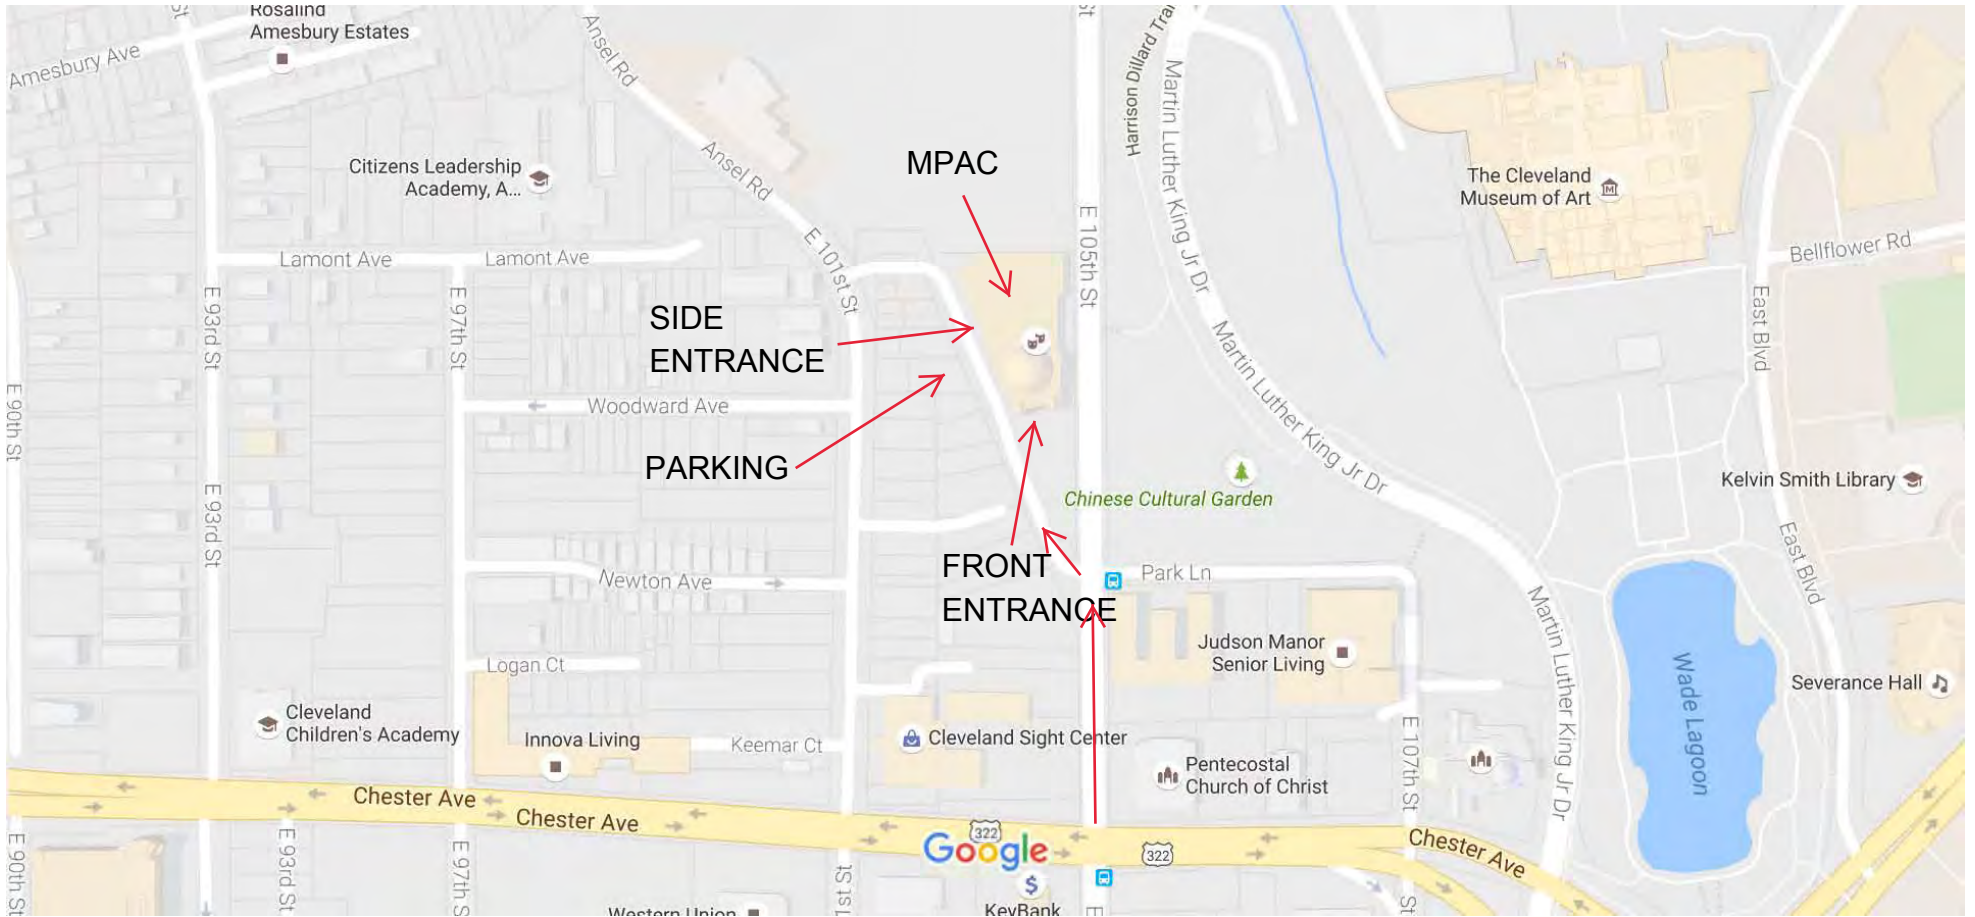 Rosalind
Amesbury Estates
Amesbury Ave
St
Ansel Rd
St
Harrison Dillard Trai
Martin Luther King Jr Dr
Citizens Leadership
Academy, A...
Ansel Rd
MPAC
The Cleveland
Museum of Art
E 105th St
Bellflower Rd
Lamont Ave
Lamont Ave
E 101st St
East Blvd
E 93rd St
E 97th St
SIDE
ENTRANCE
Martin Luther King Jr Dr
Woodward Ave
E 90th St
PARKING
Kelvin Smith Library
Chinese Cultural Garden
E 93rd St
East Blvd
FRONT
ENTRANCE
Newton Ave
Park Ln
Martin Luther King Jr Dr
Judson Manor
Senior Living
Logan Ct
Wade Lagoon
Severance Hall
Cleveland
Children's Academy
Innova Living
Keemar Ct
Cleveland Sight Center
E 107th St
Pentecostal
Church of Christ
Chester Ave
Chester Ave
322
Google
322
Chester Ave
E 90th St
E 93rd St
E 97th S
1st St
$
KeyBank
E
St
Western Union